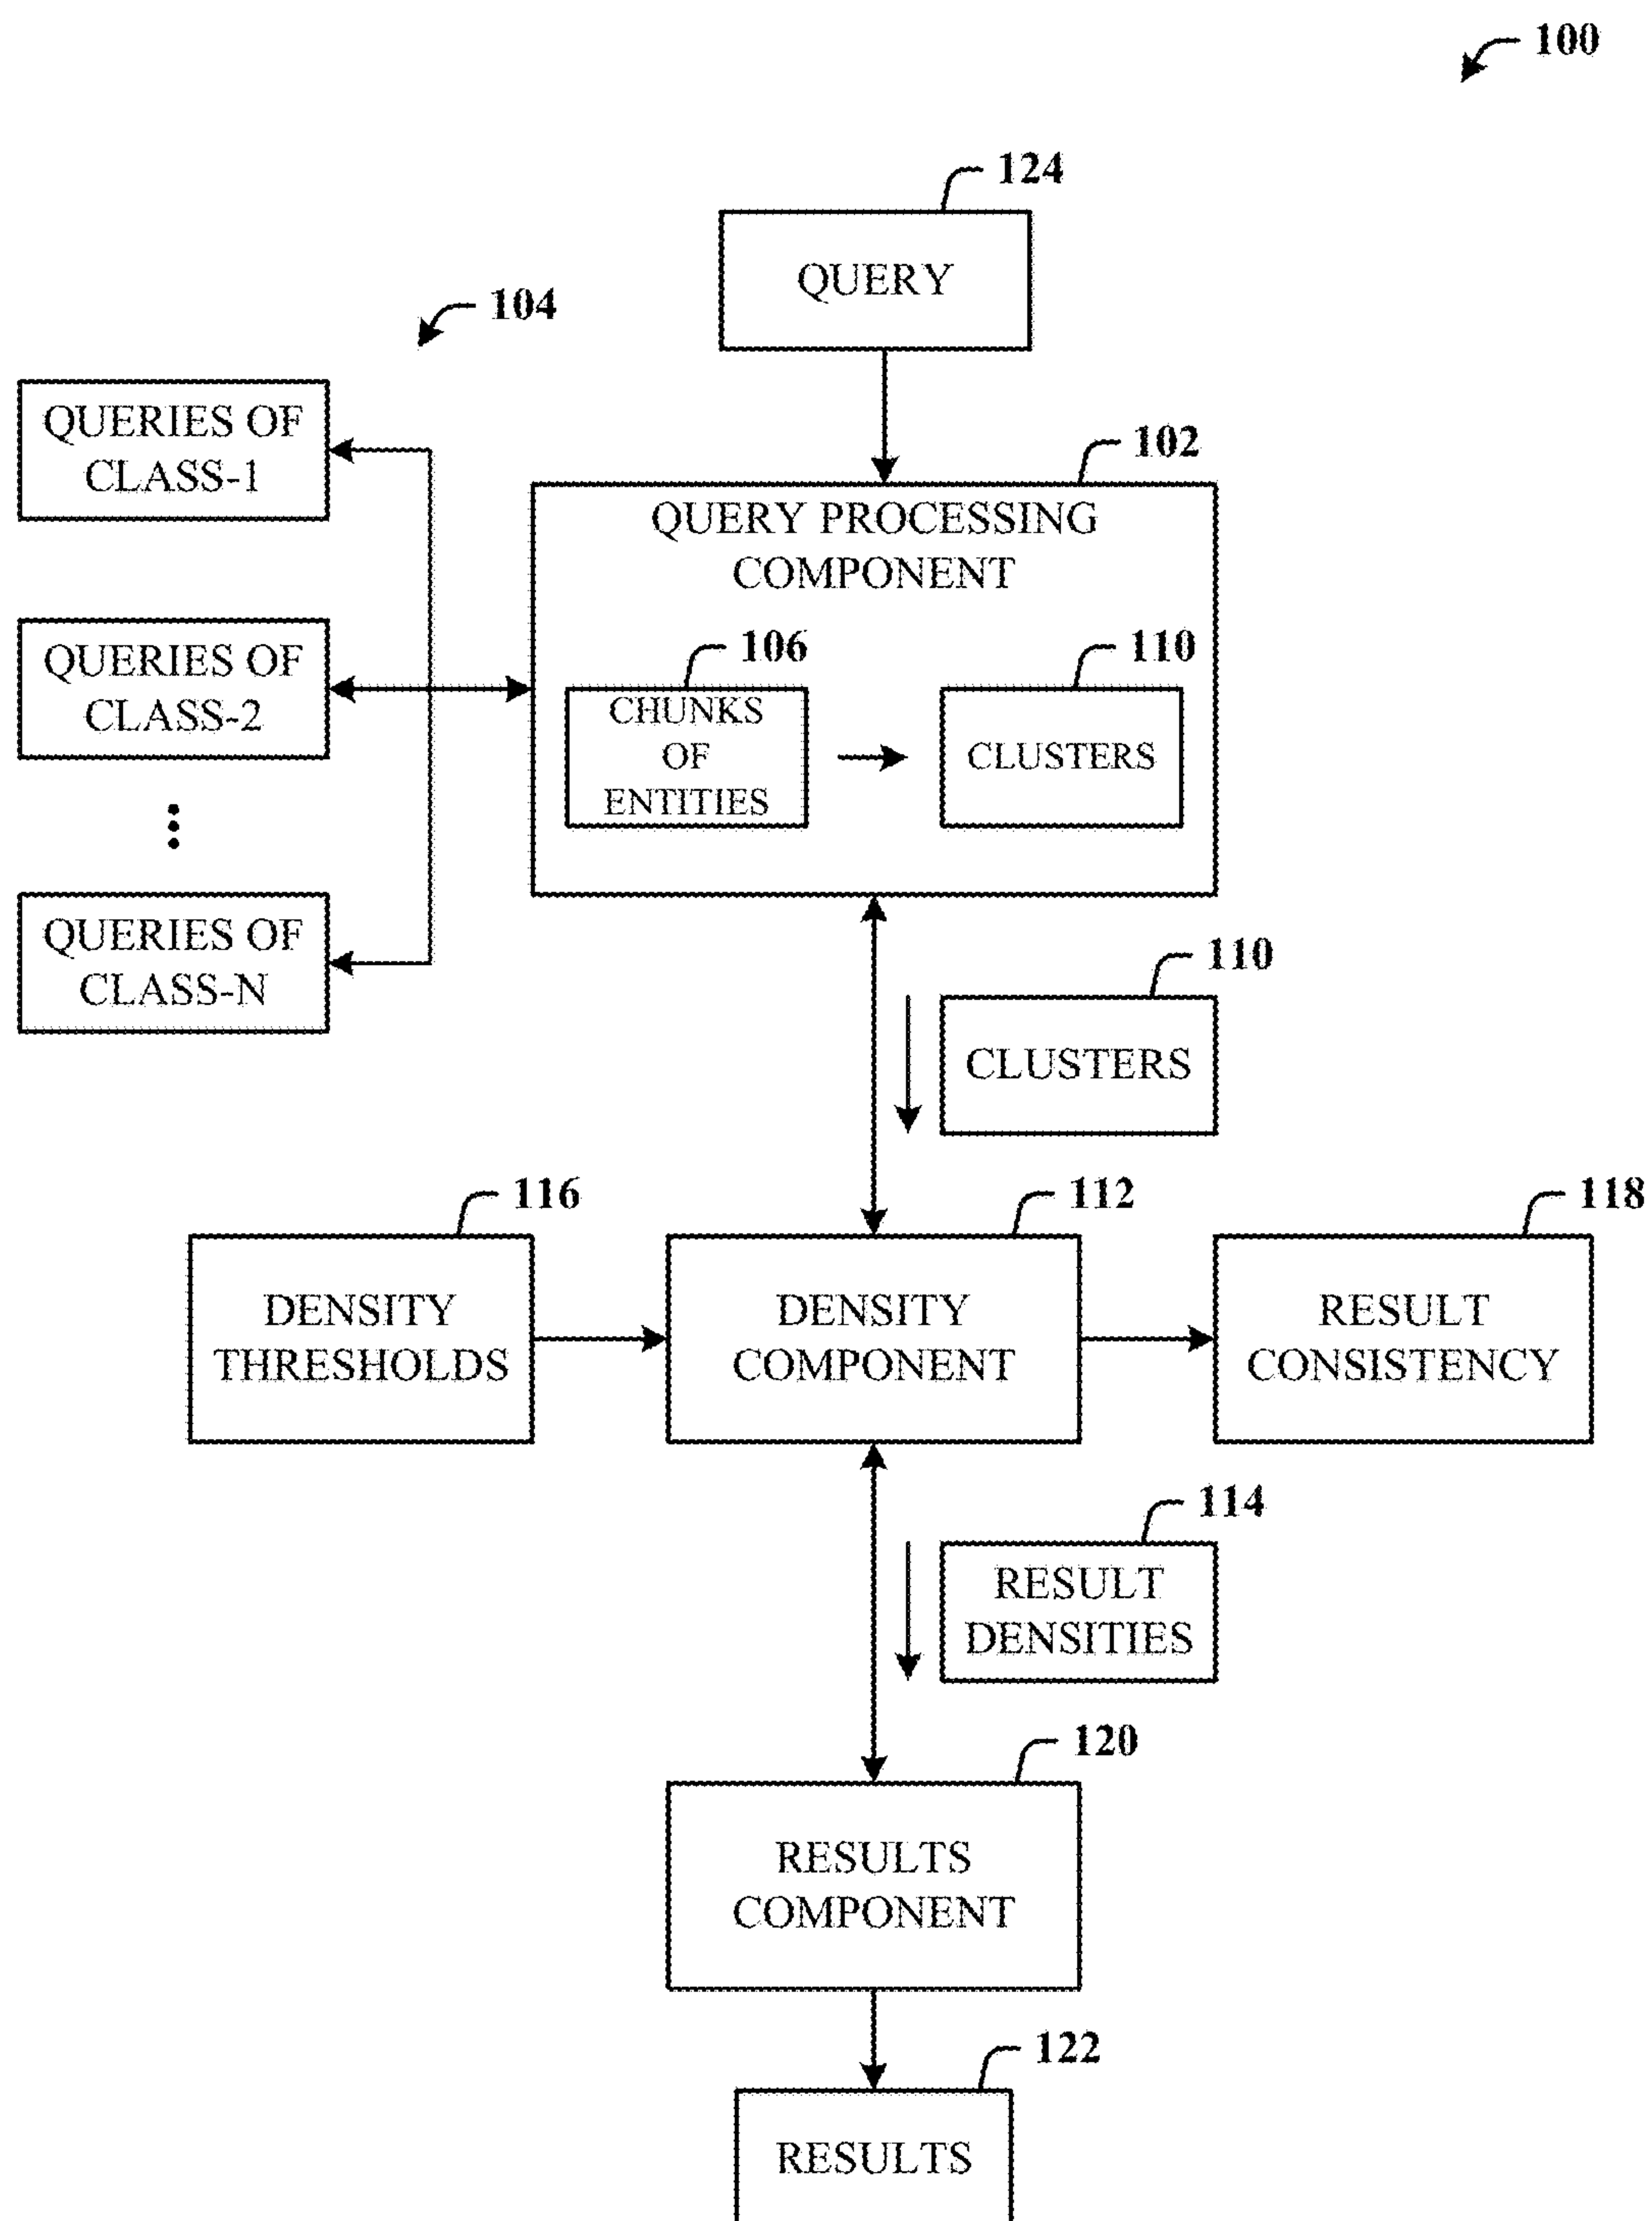 100
124
QUERY
104
QUERIES OF
CLASS-1
102
QUERY PROCESSING
COMPONENT
QUERIES OF
CLASS-2
106
CHUNKS
OF
ENTITIES
110
CLUSTERS
QUERIES OF
CLASS-N
110
CLUSTERS
116
DENSITY
THRESHOLDS
112
DENSITY
COMPONENT
118
RESULT
CONSISTENCY
114
RESULT
DENSITIES
120
RESULTS
COMPONENT
122
RESULTS